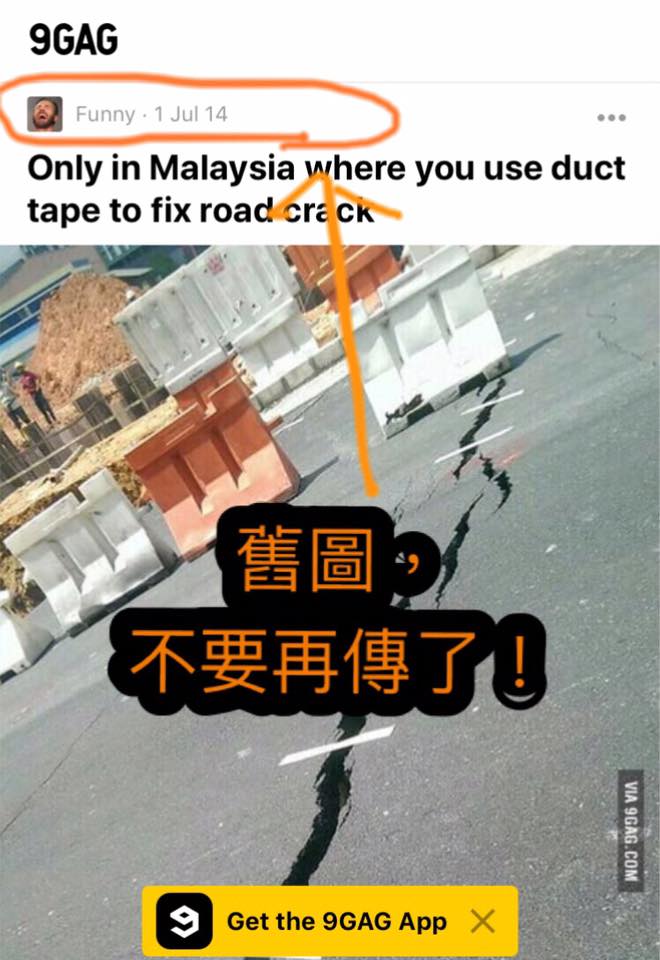 9GAG
Funny · 1 Jul 14
Only in Malaysia where you use duct
tape to fix road crack
舊圖，
不要再傳了！
VIA 9GAG.COM
Get the 9GAG App